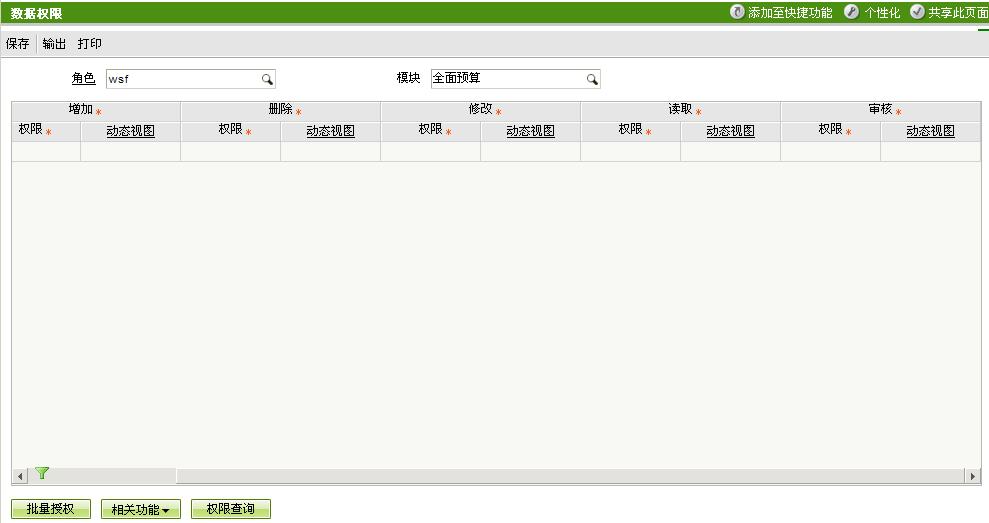 数据权限 添加至快捷功能 个性化 共享此页面
保存 输出 打印
角色 wsf 模块 全面预算
增加* 删除* 修改* 读取* 审核*
权限* 动态视图 权限* 动态视图 权限* 动态视图 权限* 动态视图 权限* 动态视图
批量授权 相关功能 权限查询